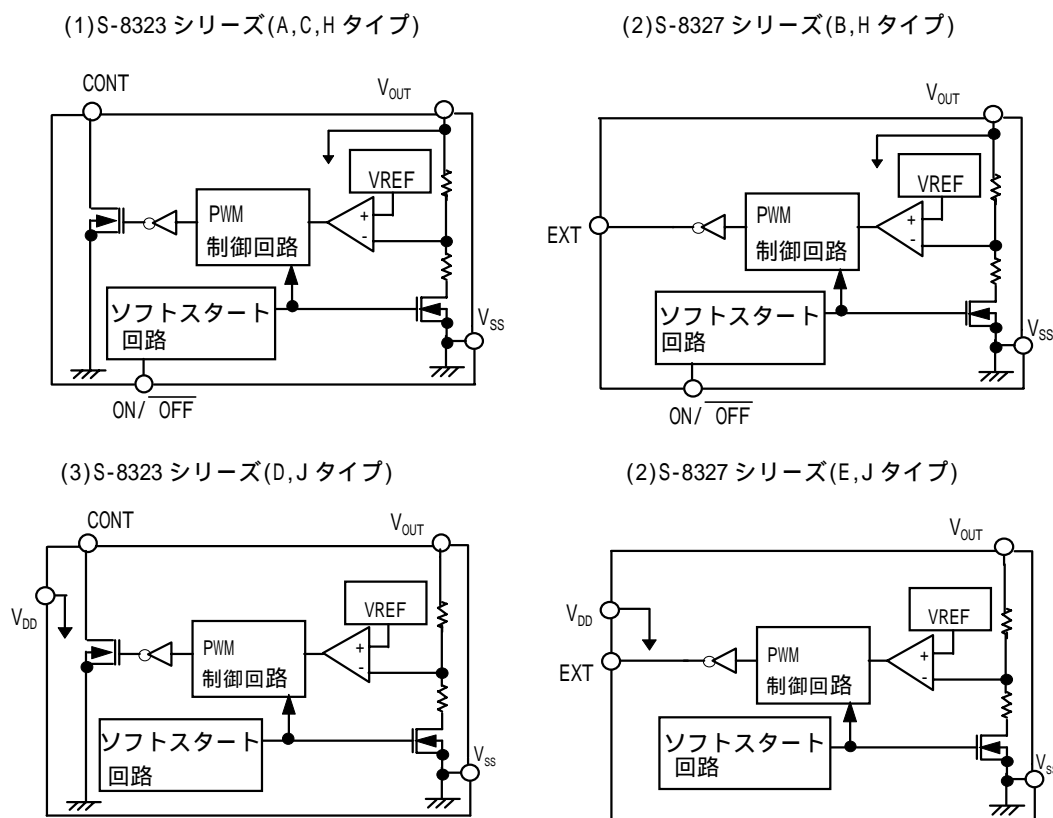 (1)S-8323 シリーズ(A,C,H タイプ)
CONT
VOUT
VREF
PWM
制御回路
+
-
ソフトスタート
回路
VSS
ON/ OFF
(2)S-8327 シリーズ(B,H タイプ)
VOUT
VREF
EXT
PWM
制御回路
+
-
ソフトスタート
回路
VSS
ON/ OFF
(3)S-8323 シリーズ(D,J タイプ)
CONT
VOUT
VDD
VREF
PWM
制御回路
+
-
ソフトスタート
回路
VSS
(2)S-8327 シリーズ(E,J タイプ)
VOUT
VDD
VREF
EXT
PWM
制御回路
+
-
ソフトスタート
回路
VSS